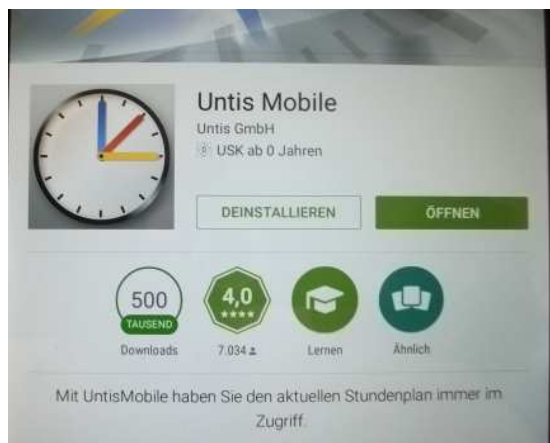 Untis Mobile
Untis GmbH
0 USK ab 0 Jahren
DEINSTALLIEREN
ÖFFNEN
500
TAUSEND
4,0
Downloads
7.034
Lernen
Ähnlich
Mit UntisMobile haben Sie den aktuellen Stundenplan immer im
Zugriff.